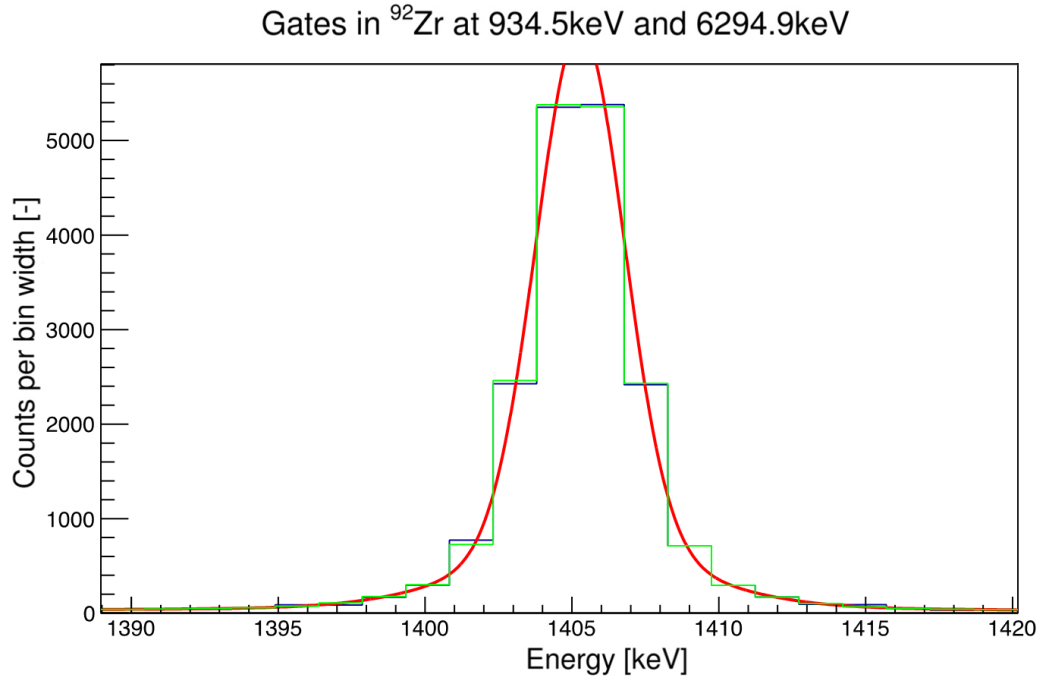 Gates in ⁹²Zr at 934.5keV and 6294.9keV
Counts per bin width [-]
5000
4000
3000
2000
1000
0
1390 1395 1400 1405 1410 1415 1420
Energy [keV]